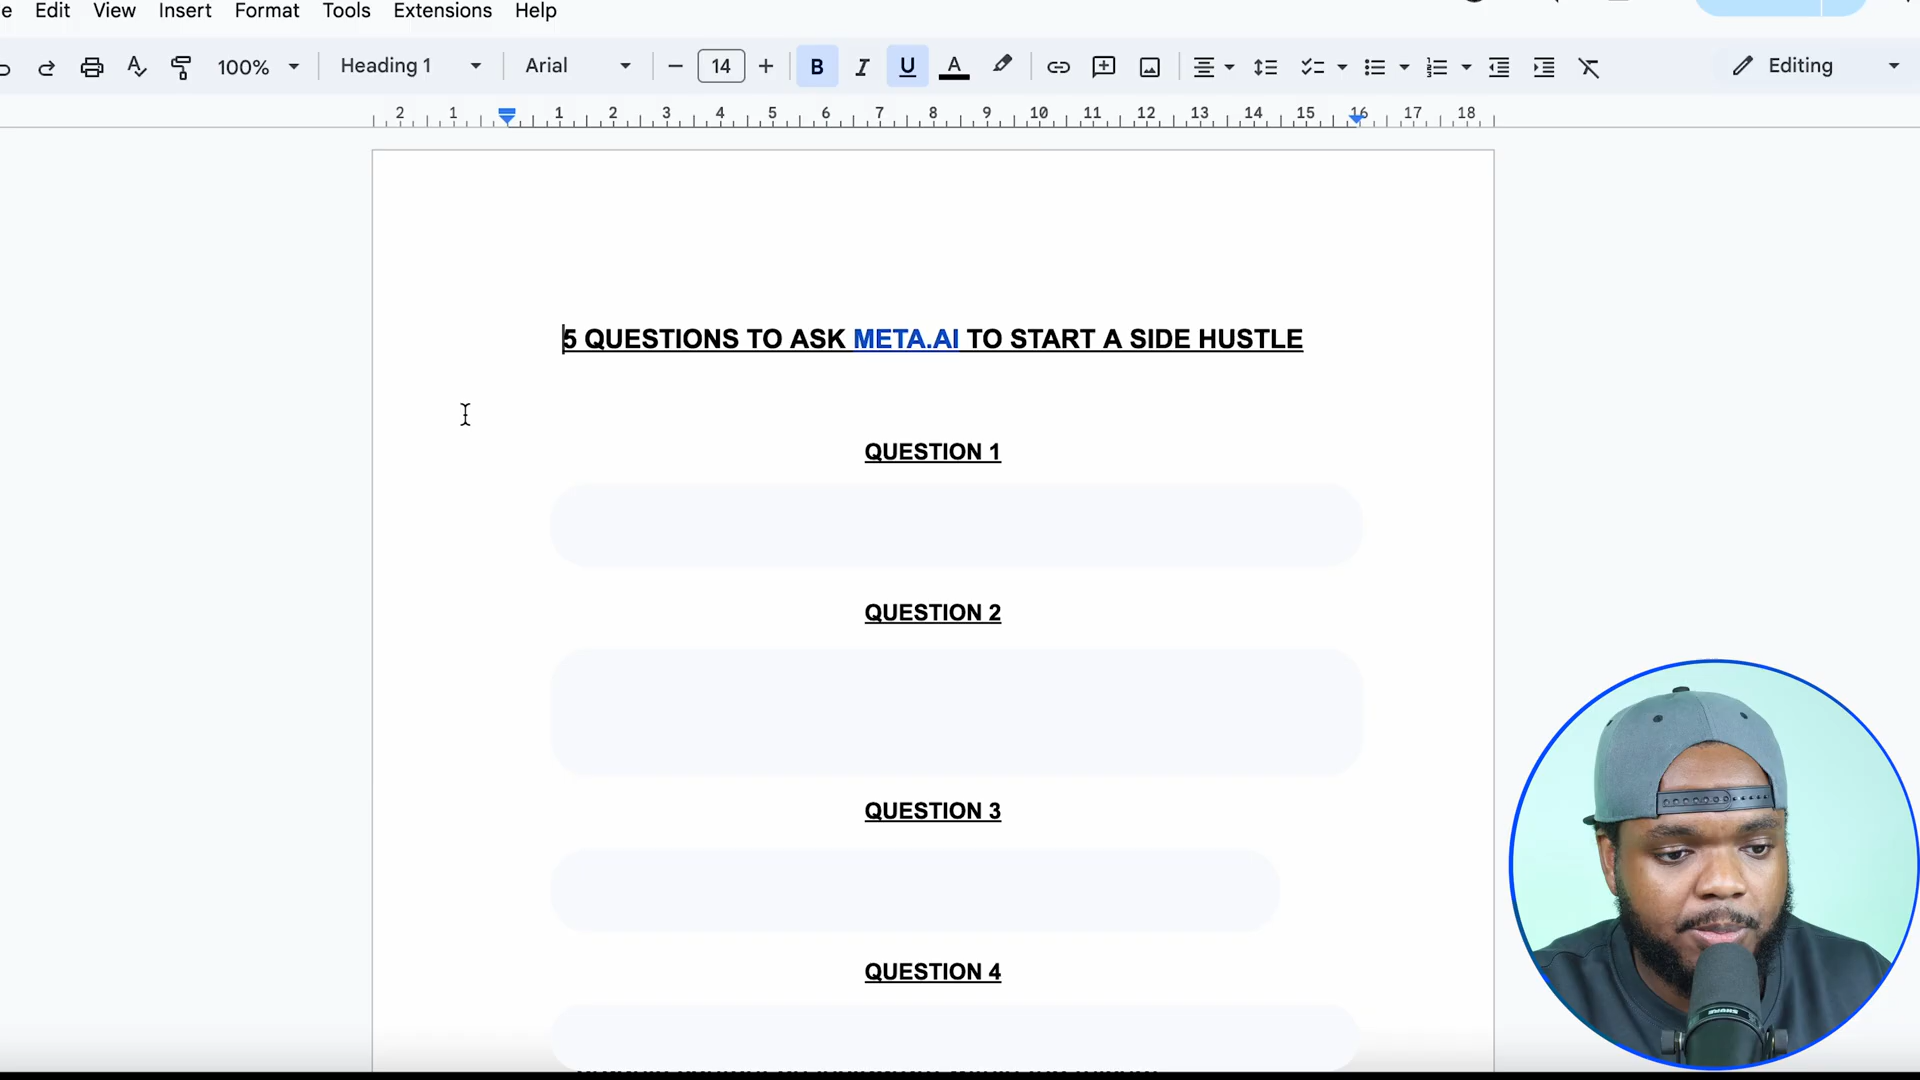 e Edit View Insert Format Tools Extensions Help
100% Heading 1 Arial 14 B I U A Editing
2 1 1 2 3 4 5 6 7 8 9 10 11 12 13 14 15 16 17 18
5 QUESTIONS TO ASK META.AI TO START A SIDE HUSTLE
QUESTION 1
QUESTION 2
QUESTION 3
QUESTION 4
SHURE